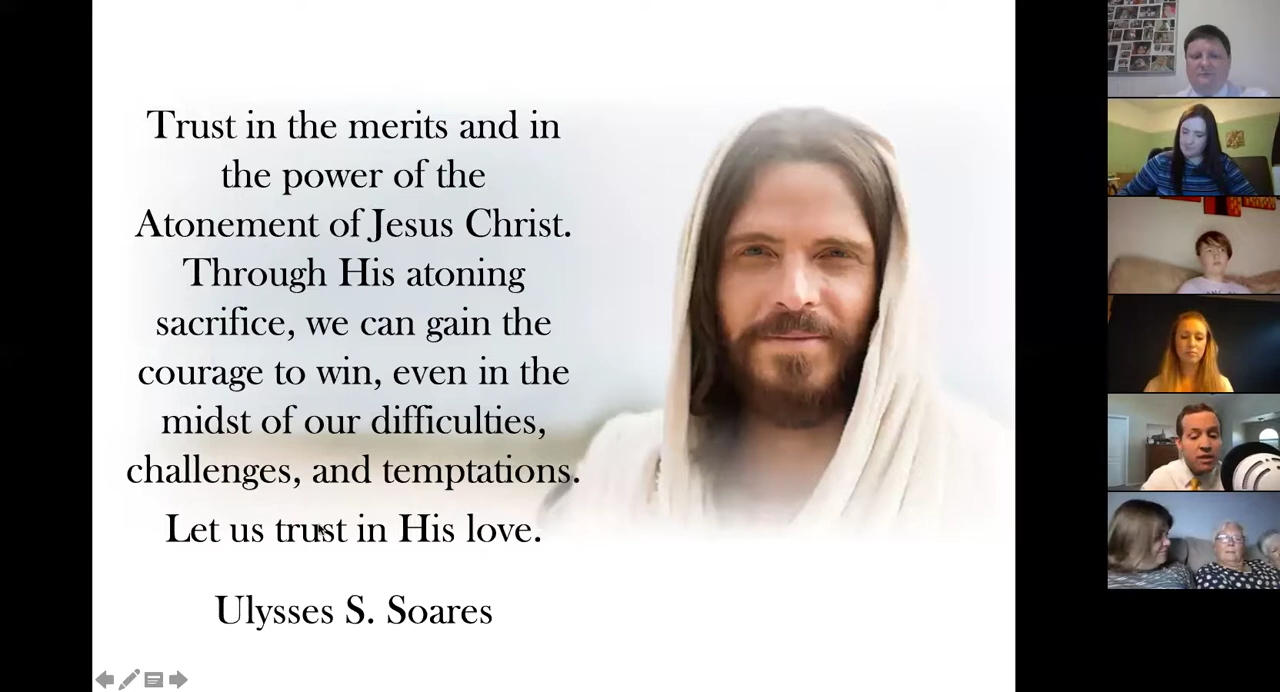 Trust in the merits and in
the power of the
Atonement of Jesus Christ.
Through His atoning
sacrifice, we can gain the
courage to win, even in the
midst of our difficulties,
challenges, and temptations.
Let us trust in His love.
Ulysses S. Soares